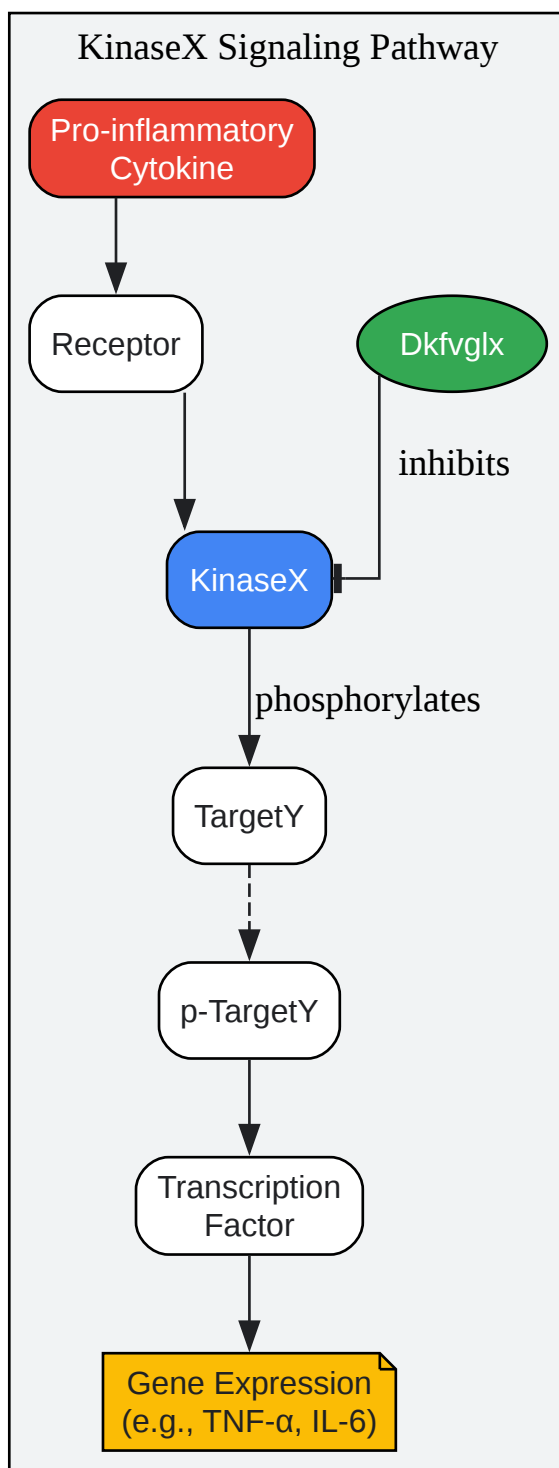 KinaseX Signaling Pathway
Pro-inflammatory
Cytokine
Receptor
Dkfvglx
inhibits
KinaseX
phosphorylates
TargetY
p-TargetY
Transcription
Factor
Gene Expression
(e.g., TNF-α, IL-6)